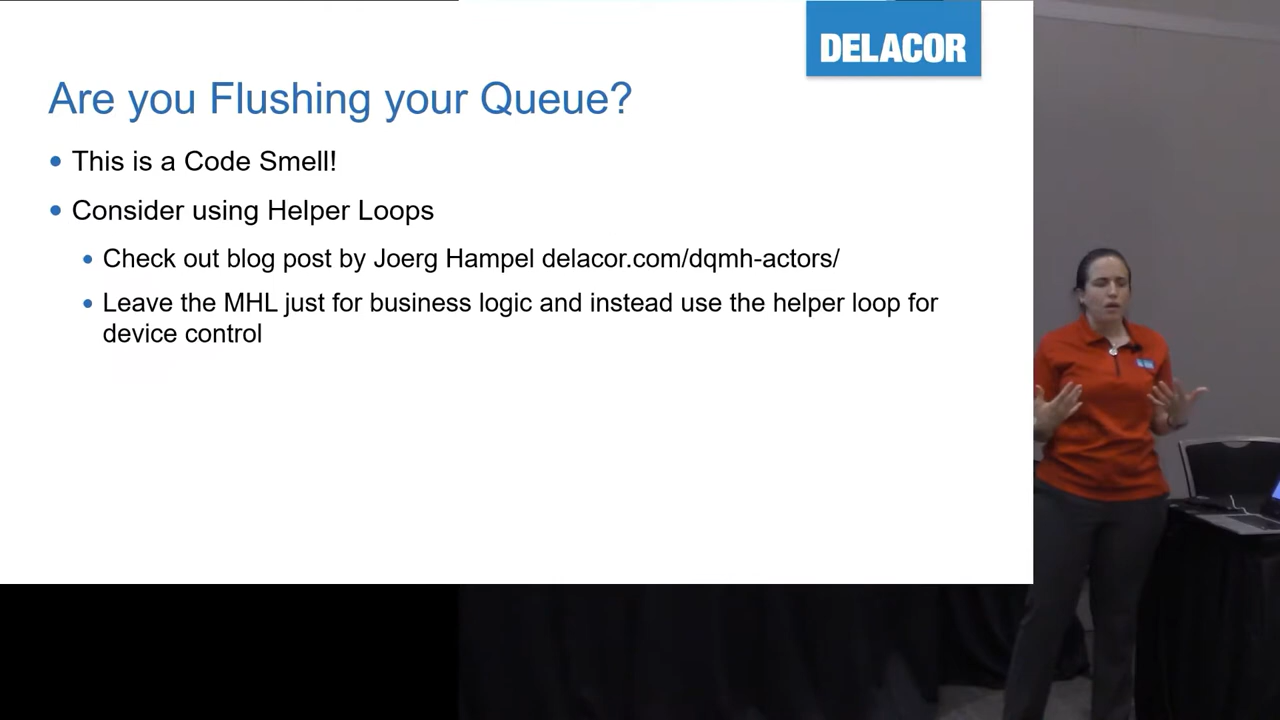 DELACOR
Are you Flushing your Queue?
• This is a Code Smell!
• Consider using Helper Loops
• Check out blog post by Joerg Hampel delacor.com/dqmh-actors/
• Leave the MHL just for business logic and instead use the helper loop for
device control